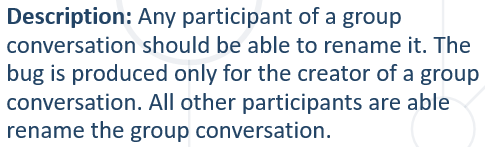 Description: Any participant of a group
conversation should be able to rename it. The
bug is produced only for the creator of a group
conversation. All other participants are able
rename the group conversation.